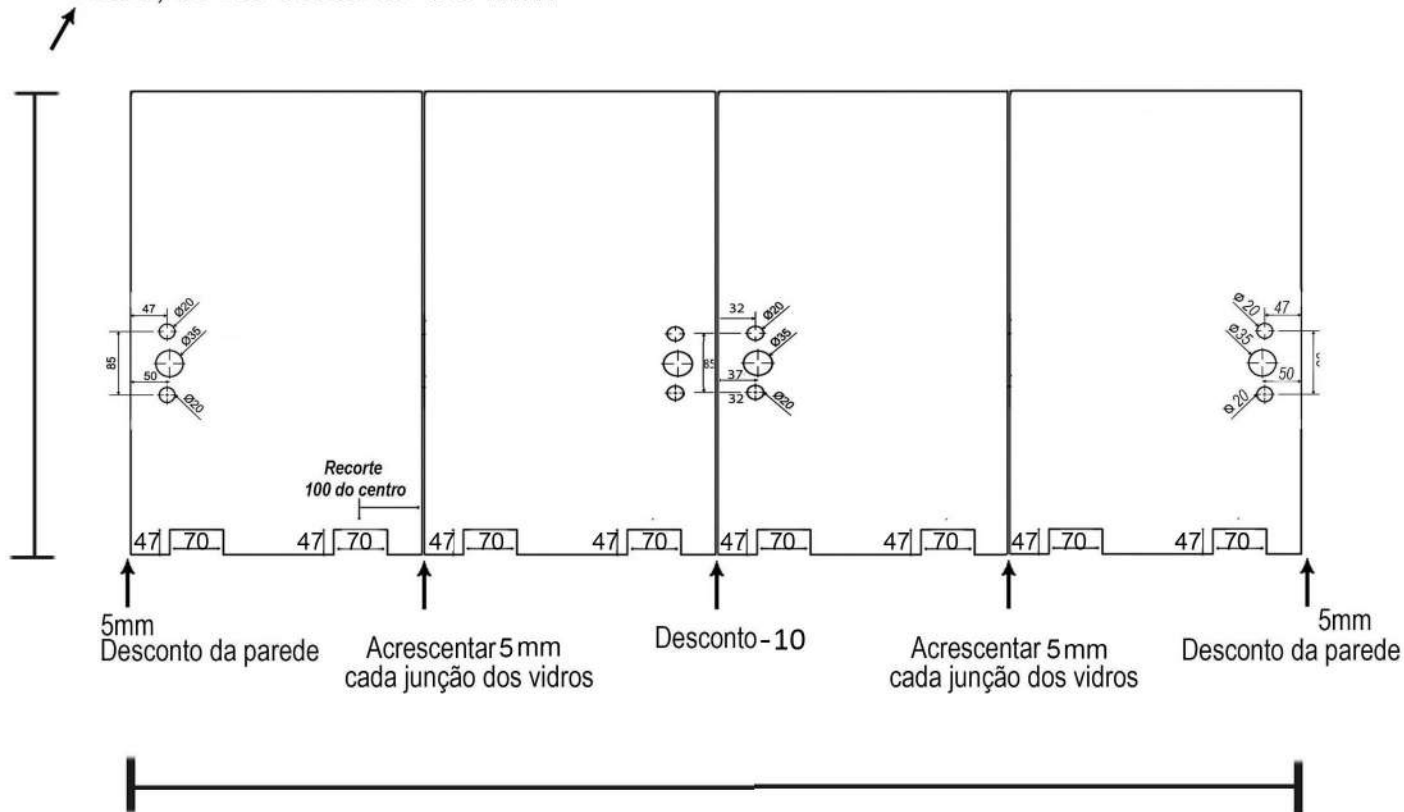 47
Ø20
Ø35
85
50
Ø20
32
Ø20
Ø35
85
37
32
Ø20
Ø 20
47
Ø35
50
Ø 20
Recorte
100 do centro
47 70 47 70 47 70 47 70 47 70 47 70 47 70 47 70
5mm
Desconto da parede
Acrescentar 5 mm
cada junção dos vidros
Desconto -10
Acrescentar 5 mm
cada junção dos vidros
5mm
Desconto da parede